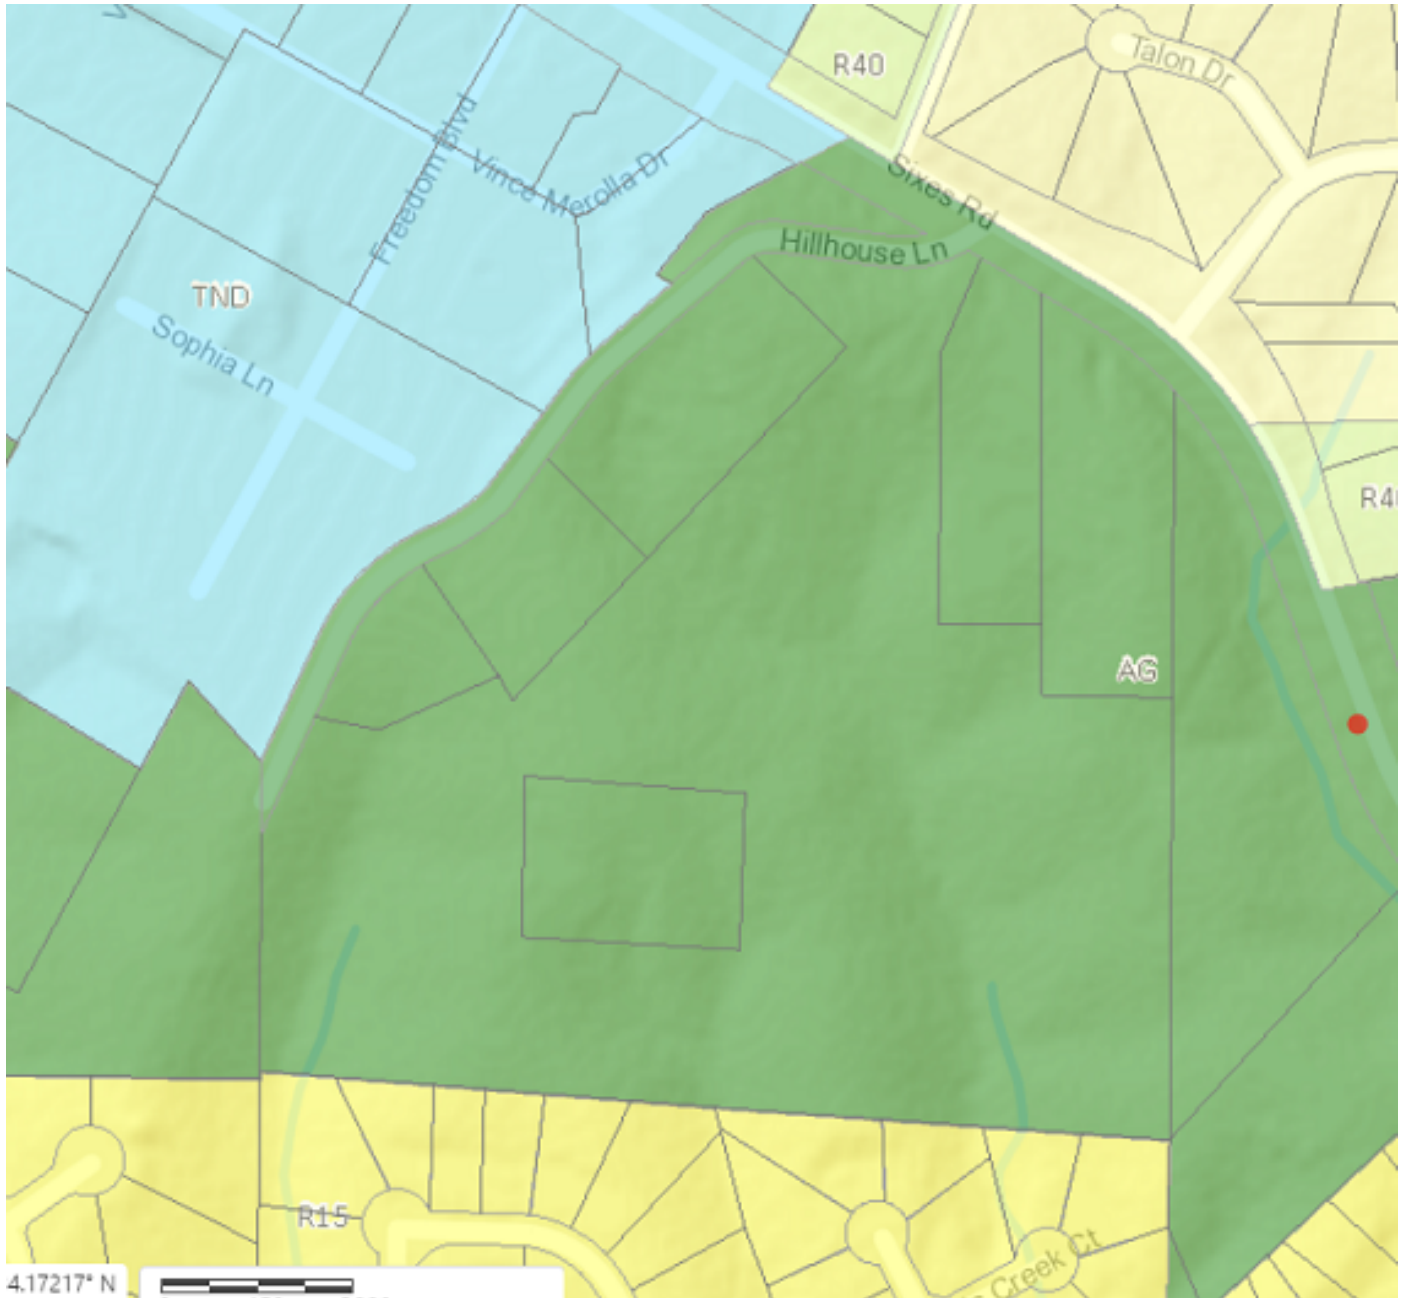 R40
Talon Dr
Freedom Blvd
Vince Merolla Dr
Sixes Rd
Hillhouse Ln
TND
Sophia Ln
AG
R15
Creek Ct
4.17217° N